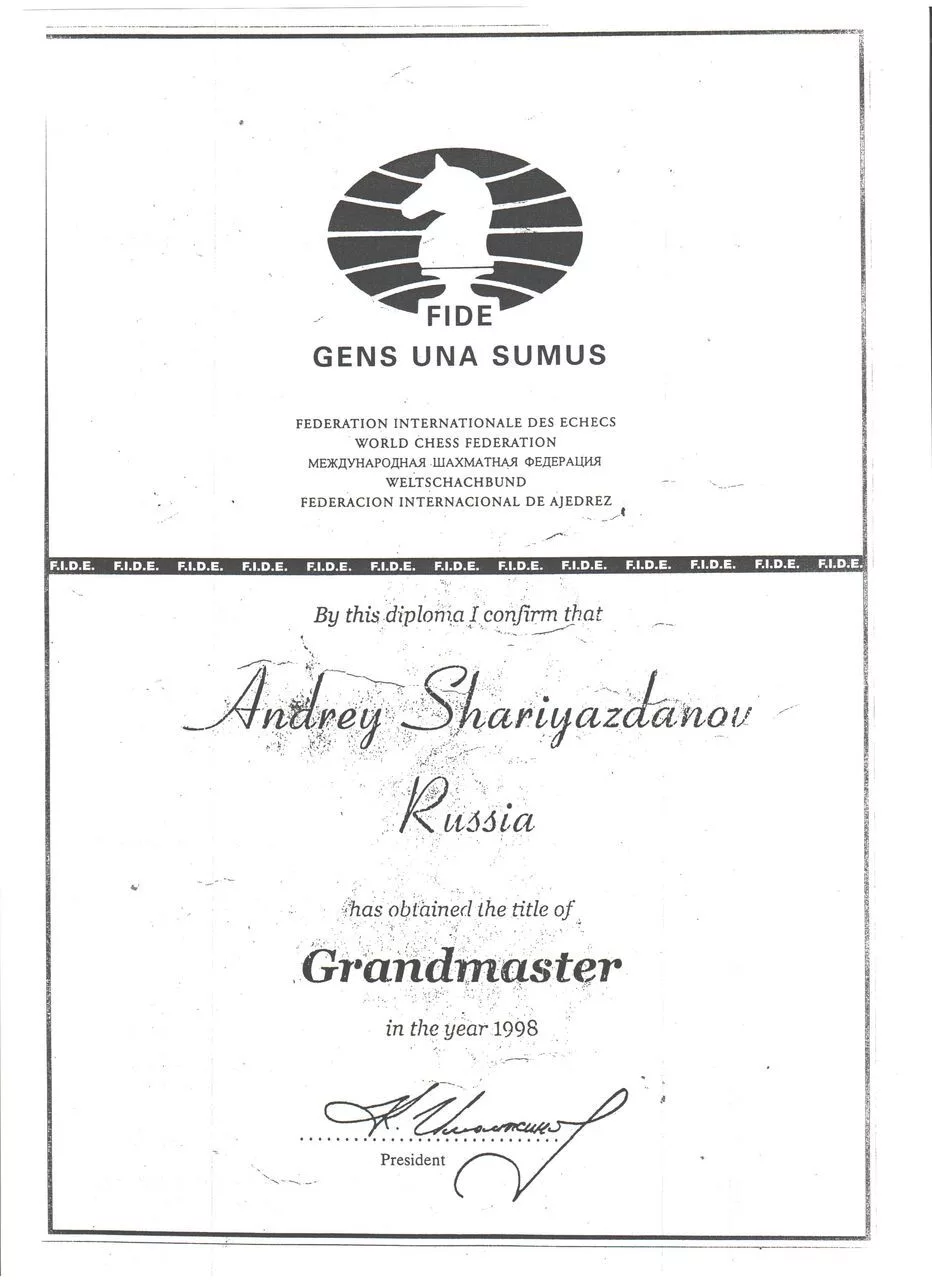 FIDE
GENS UNA SUMUS
FEDERATION INTERNATIONALE DES ECHECS
WORLD CHESS FEDERATION
МЕЖДУНАРОДНАЯ ШАХМАТНАЯ ФЕДЕРАЦИЯ
WELTSCHACHBUND
FEDERACION INTERNACIONAL DE AJEDREZ
F.I.D.E. F.I.D.E. F.I.D.E. F.I.D.E. F.I.D.E. F.I.D.E. F.I.D.E. F.I.D.E. F.I.D.E. F.I.D.E. F.I.D.E. F.I.D.E. F.I.D.E.
By this diploma I confirm that
Andrey Shariyazdanov
Russia
has obtained the title of
Grandmaster
in the year 1998
President